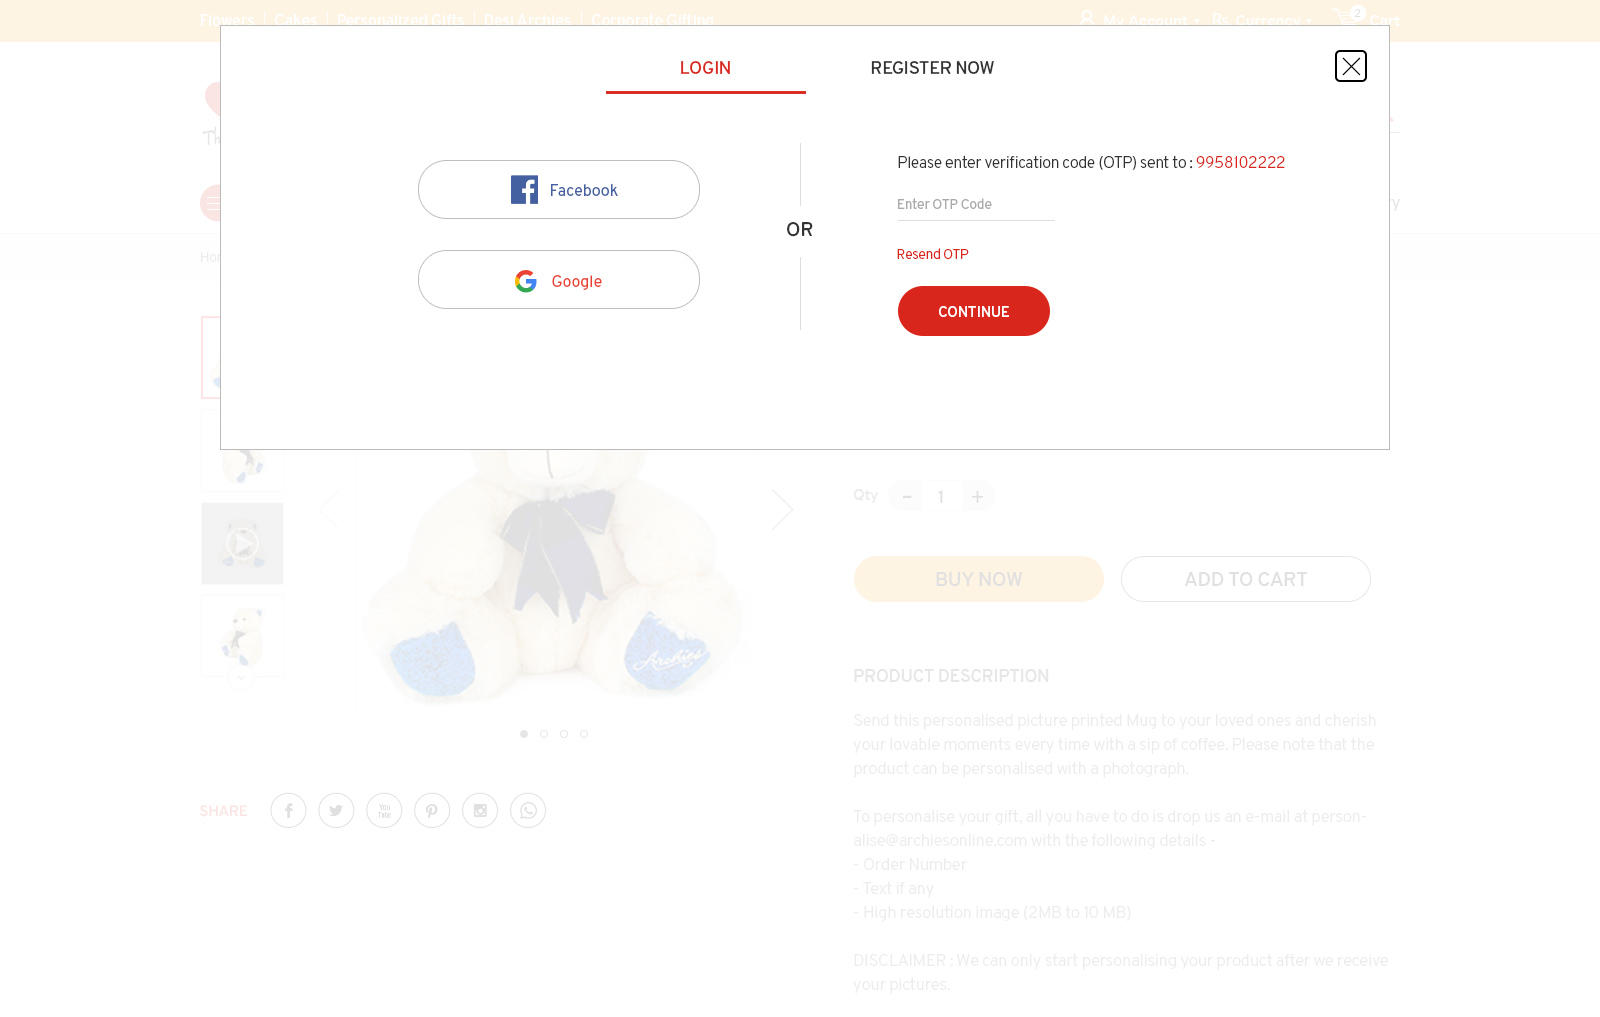 Flowers | Cakes | Personalized Gifts | Desi Archies | Corporate Gifting
My Account Rs. Currency 2 Cart
LOGIN
REGISTER NOW
Please enter verification code (OTP) sent to : 9958102222
Enter OTP Code
Resend OTP
CONTINUE
Facebook
OR
Google
Qty - 1 +
BUY NOW
ADD TO CART
Archies
PRODUCT DESCRIPTION
Send this personalised picture printed Mug to your loved ones and cherish
your lovable moments every time with a sip of coffee. Please note that the
product can be personalised with a photograph.
To personalise your gift, all you have to do is drop us an e-mail at person-
alise@archiesonline.com with the following details -
- Order Number
- Text if any
- High resolution image (2MB to 10 MB)
DISCLAIMER : We can only start personalising your product after we receive
your pictures.
SHARE
You
Tube